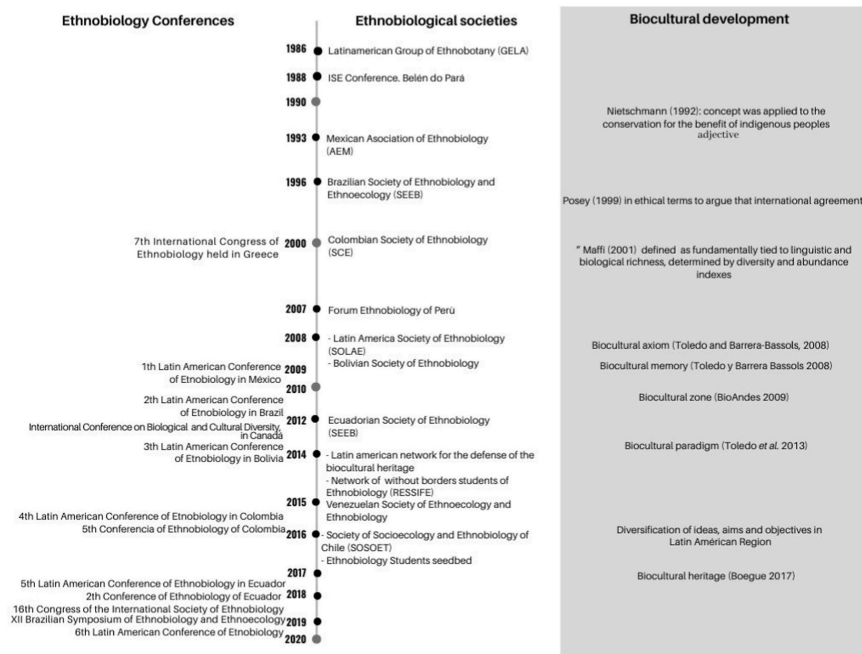 Ethnobiology Conferences
Ethnobiological societies
Biocultural development
1986
Latinamerican Group of Ethnobotany (GELA)
1988
ISE Conference. Belén do Pará
1990
Nietschmann (1992): concept was applied to the
conservation for the benefit of indigenous peoples
adjective
1993
Mexican Asociation of Ethnobiology
(AEM)
1996
Brazilian Society of Ethnobiology and
Ethnoecology (SEEB)
Posey (1999) in ethical terms to argue that international agreement
7th International Congress of
Ethnobiology held in Greece
2000
Colombian Society of Ethnobiology
(SCE)
" Maffi (2001) defined as fundamentally tied to linguistic and
biological richness, determined by diversity and abundance
indexes
2007
Forum Ethnobiology of Perù
2008
- Latin America Society of Ethnobiology
(SOLAE)
- Bolivian Society of Ethnobiology
Biocultural axiom (Toledo and Barrera-Bassols, 2008)
1th Latin American Conference
of Etnobiology in México
2009
Biocultural memory (Toledo y Barrera Bassols 2008)
2010
2th Latin American Conference
of Etnobiology in Brazil
Biocultural zone (BioAndes 2009)
2012
Ecuadorian Society of Ethnobiology
(SEEB)
International Conference on Biological and Cultural Diversity,
in Canadá
3th Latin American Conference
of Etnobiology in Bolivia
2014
- Latin american network for the defense of the
biocultural heritage
- Network of without borders students of
Ethnobiology (RESSIFE)
Biocultural paradigm (Toledo et al. 2013)
2015
Venezuelan Society of Ethnoecology and
Ethnobiology
4th Latin American Conference of Etnobiology in Colombia
5th Conferencia of Ethnobiology of Colombia
2016
- Society of Socioecology and Etnobiology of
Chile (SOSOET)
- Ethnobiology Students seedbed
Diversification of ideas, aims and objectives in
Latin Américan Region
2017
Biocultural heritage (Boegue 2017)
5th Latin American Conference of Etnobiology in Ecuador
2th Conference of Ethnobiology of Ecuador
2018
16th Congress of the International Society of Ethnobiology
XII Brazilian Symposium of Ethnobiology and Ethnoecology
2019
6th Latin American Conference of Etnobiology
2020